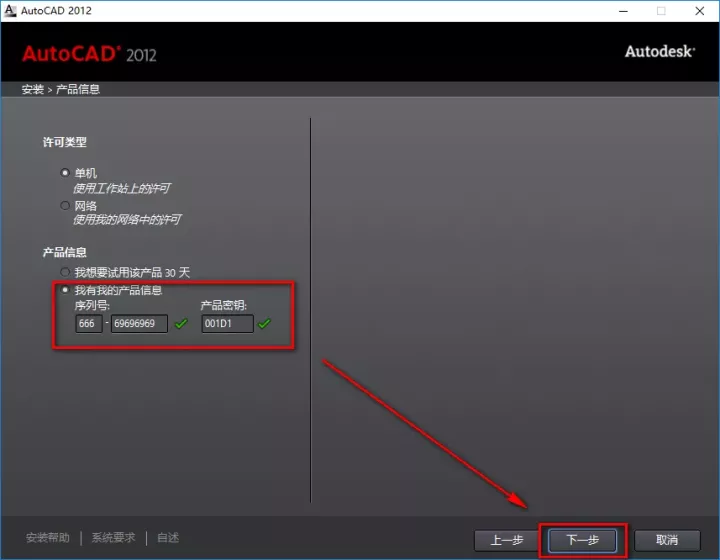 AutoCAD 2012
AutoCAD® 2012
Autodesk®
安装 > 产品信息
许可类型
单机
使用工作站上的许可
网络
使用我的网络中的许可
产品信息
我想要试用该产品 30 天
我有我的产品信息
序列号: 产品密钥:
666 - 69696969 001D1
安装帮助 | 系统要求 | 自述 上一步 下一步 取消